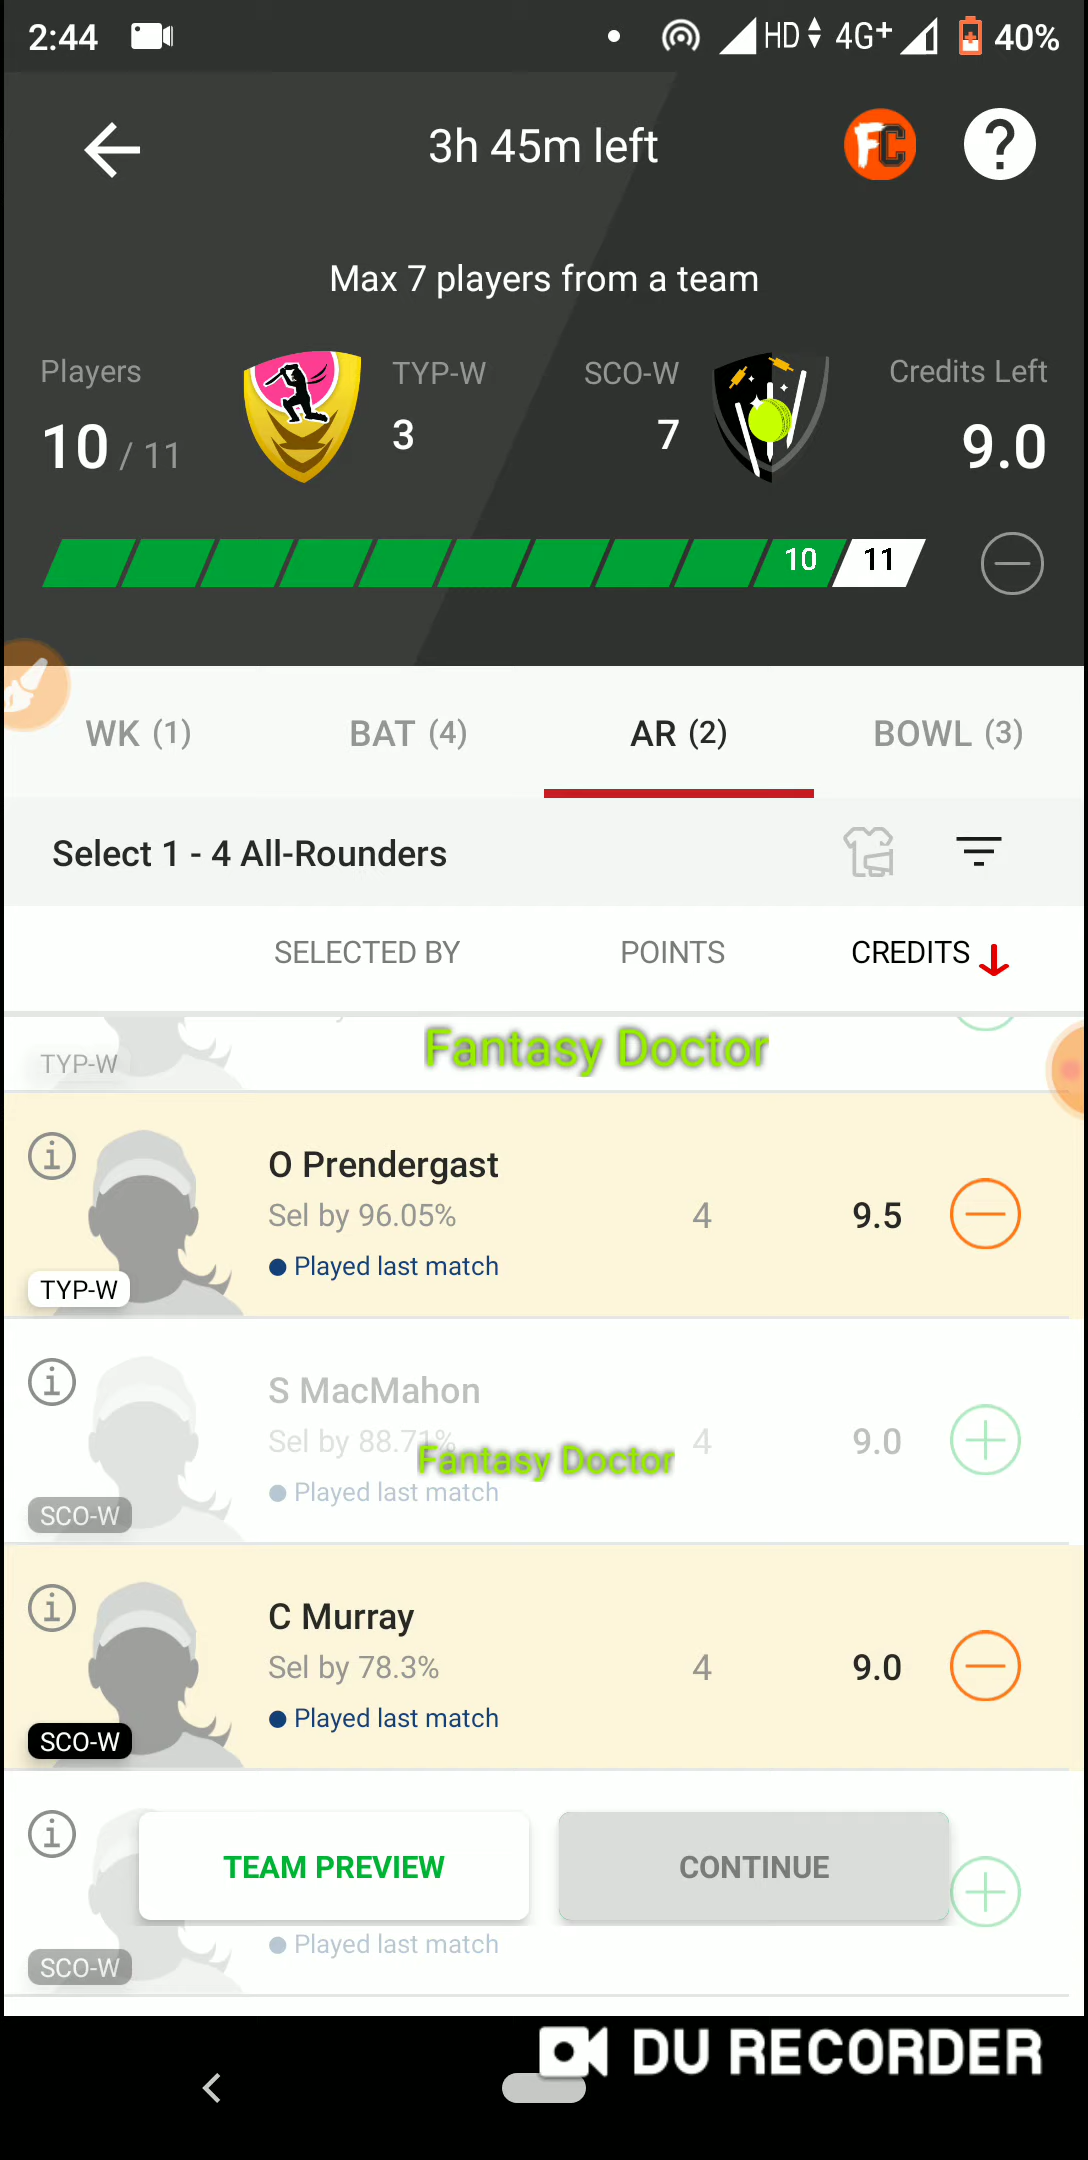 2:44 HD 4G+ 40%
3h 45m left FC ?
Max 7 players from a team
Players TYP-W SCO-W Credits Left
10 / 11 3 7 9.0
10 11
WK (1) BAT (4) AR (2) BOWL (3)
Select 1 - 4 All-Rounders
SELECTED BY POINTS CREDITS
Fantasy Doctor
TYP-W
O Prendergast
Sel by 96.05% 4 9.5
Played last match
TYP-W
S MacMahon
Sel by 88.71% 4 9.0
Fantasy Doctor
Played last match
SCO-W
C Murray
Sel by 78.3% 4 9.0
Played last match
SCO-W
TEAM PREVIEW CONTINUE
Played last match
SCO-W
DU RECORDER